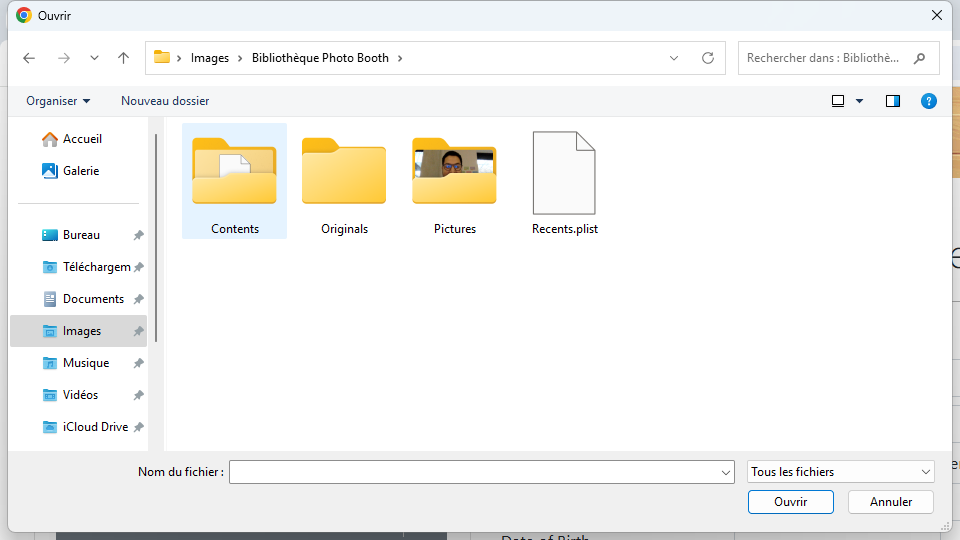 Ouvrir
Images
Bibliothèque Photo Booth
Rechercher dans : Bibliothè...
Organiser
Nouveau dossier
Accueil
Galerie
Bureau
Téléchargem
Documents
Images
Musique
Vidéos
iCloud Drive
Contents
Originals
Pictures
Recents.plist
Nom du fichier :
Tous les fichiers
Ouvrir
Annuler
Date of Birth